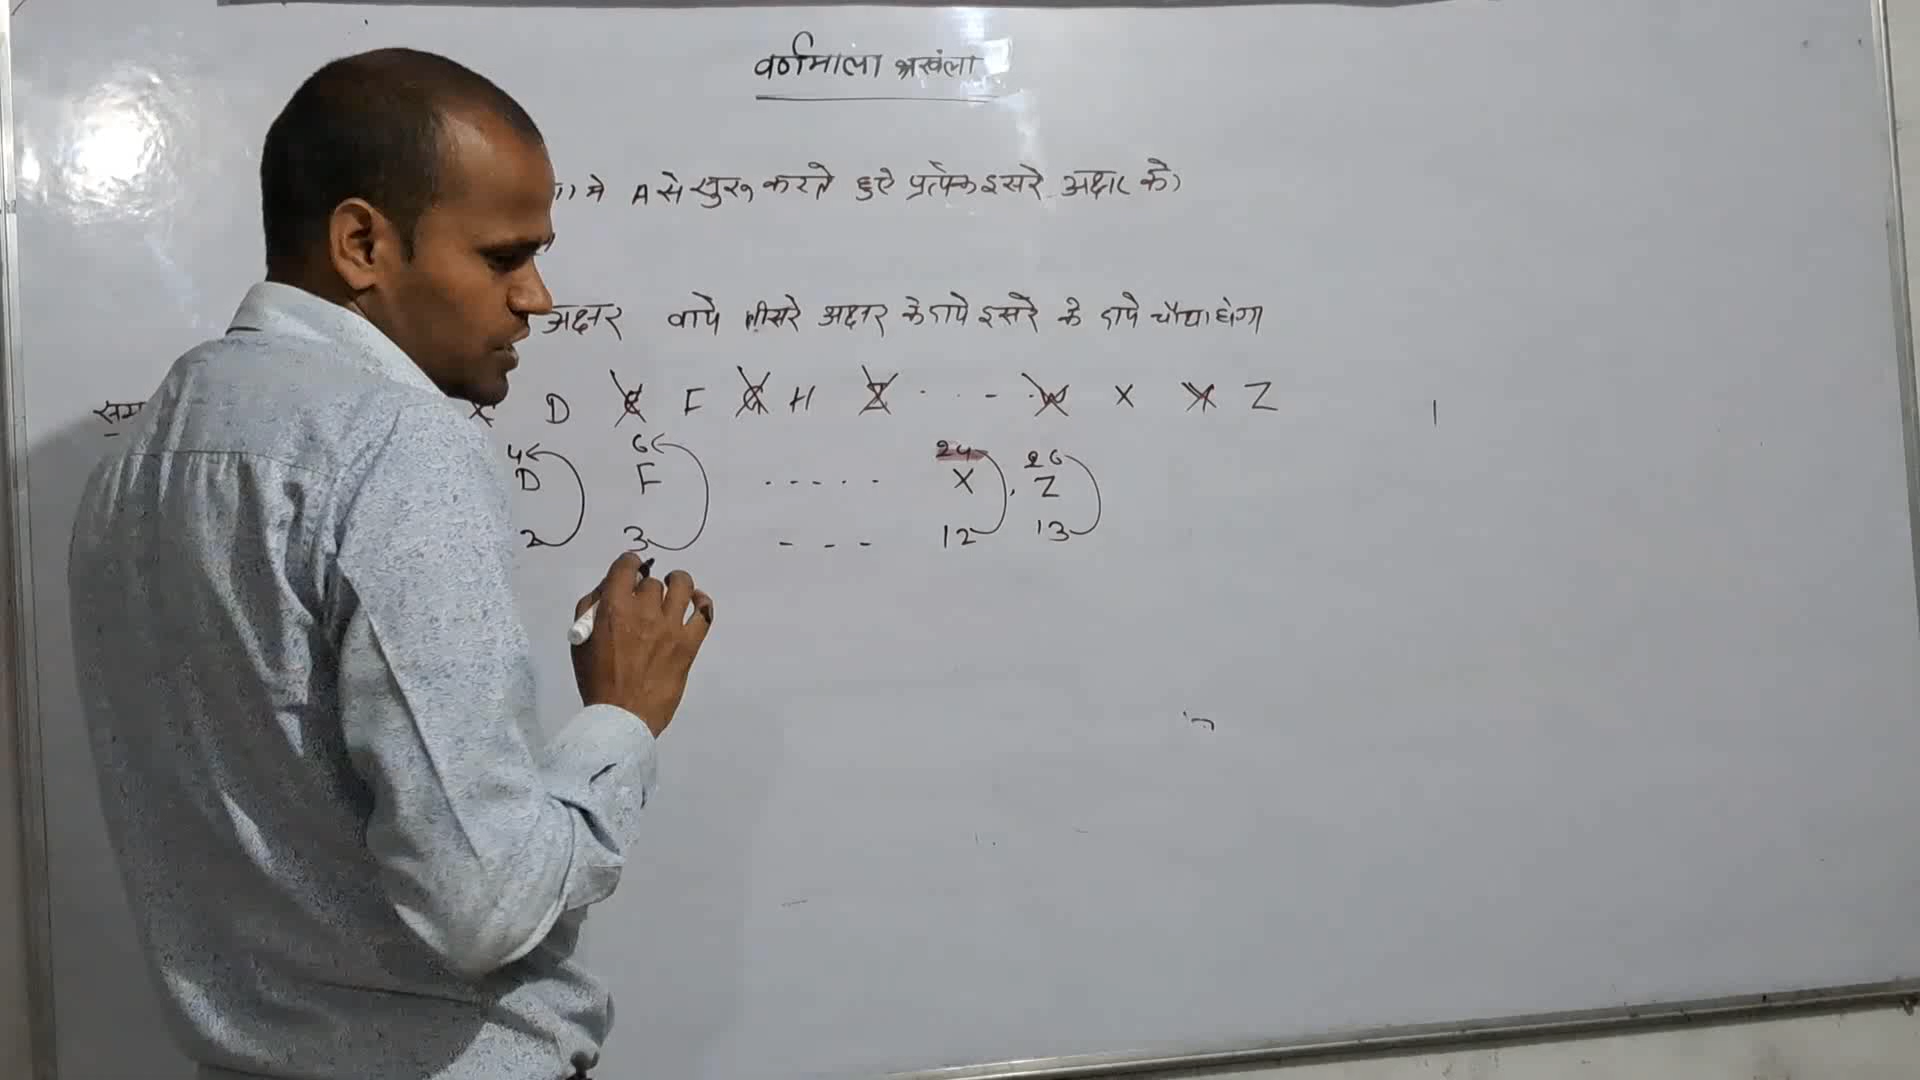 वर्णमाला श्रखंला
मे A से सुरु करते हुऐ प्रत्येक दुसरे अक्षर को
अक्षर बाये तीसरे अक्षर के दाये दुसरे के दाये चौथा होगा
D E F G H I . . - . W X Y Z
4 6 24 26
D F . . . . . X , Z
2 3 - - - 12 13